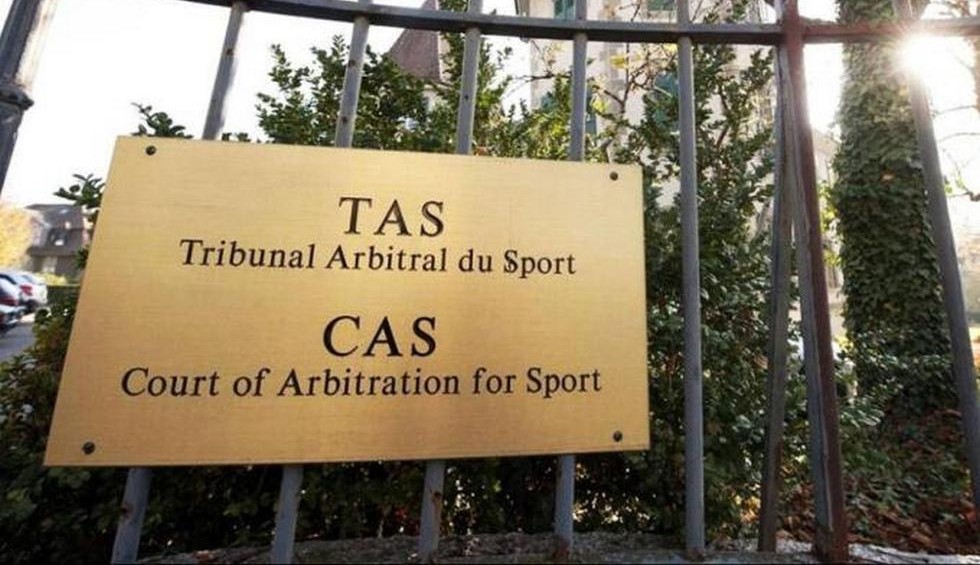 TAS
Tribunal Arbitral du Sport
CAS
Court of Arbitration for Sport